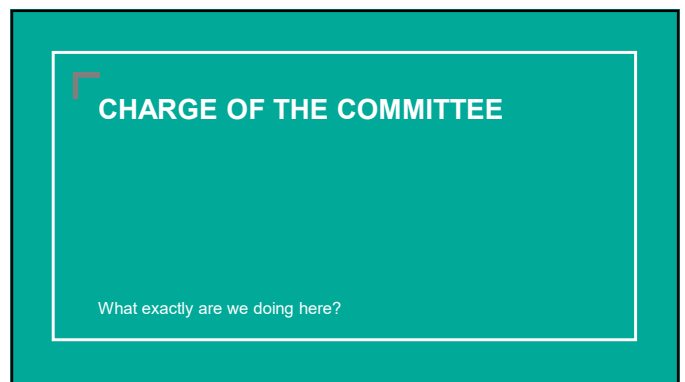 CHARGE OF THE COMMITTEE
What exactly are we doing here?